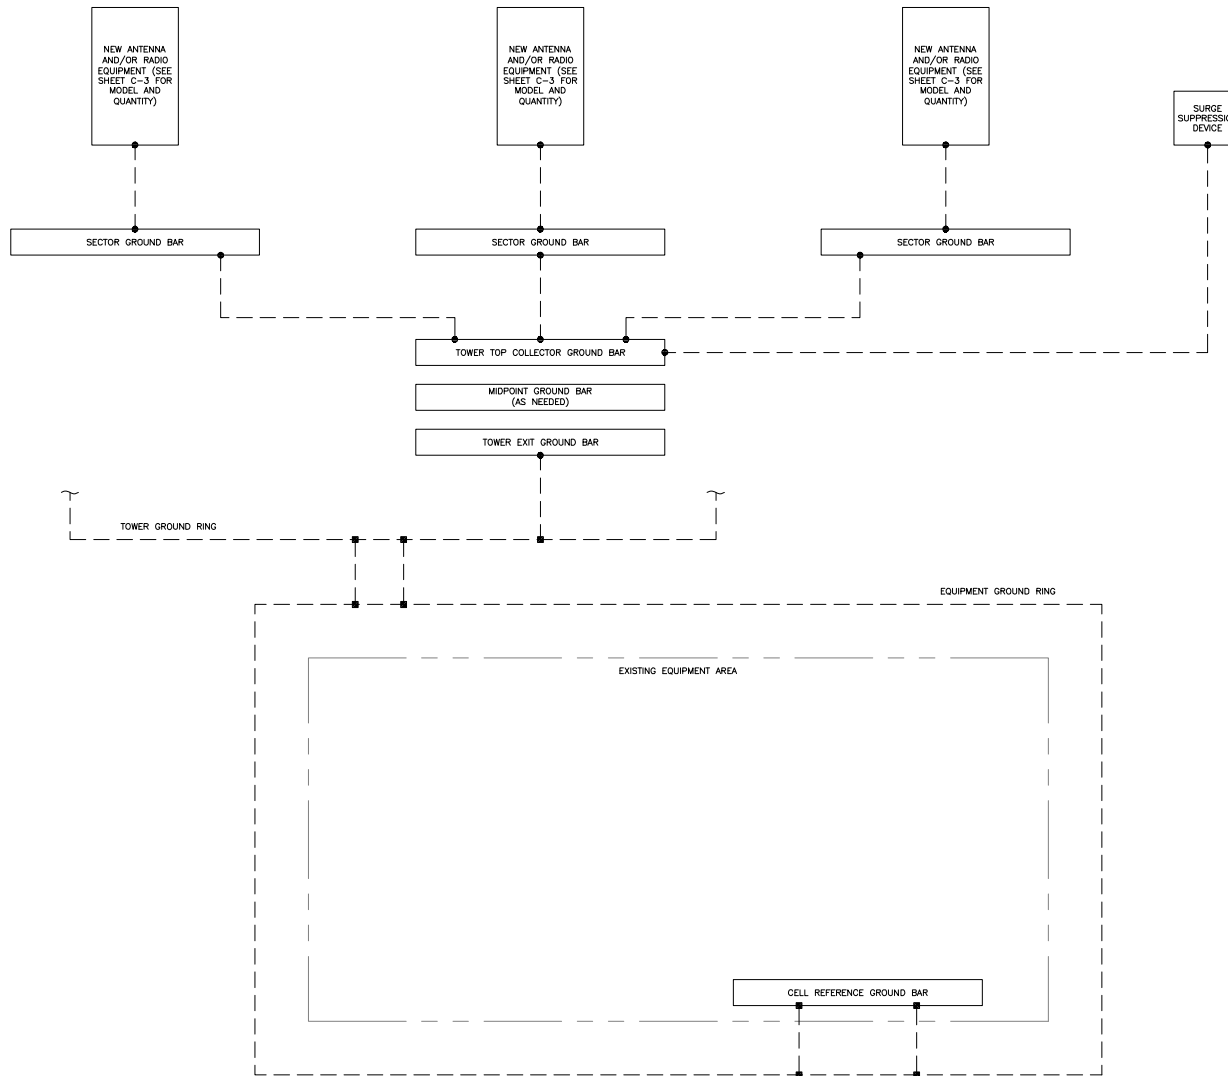 NEW ANTENNA
AND/OR RADIO
EQUIPMENT (SEE
SHEET C-3 FOR
MODEL AND
QUANTITY)
NEW ANTENNA
AND/OR RADIO
EQUIPMENT (SEE
SHEET C-3 FOR
MODEL AND
QUANTITY)
NEW ANTENNA
AND/OR RADIO
EQUIPMENT (SEE
SHEET C-3 FOR
MODEL AND
QUANTITY)
SURGE
DEVICE
SECTOR GROUND BAR
SECTOR GROUND BAR
SECTOR GROUND BAR
TOWER TOP COLLECTOR GROUND BAR
MIDPOINT GROUND BAR
(AS NEEDED)
TOWER EXIT GROUND BAR
TOWER GROUND RING
EQUIPMENT GROUND RING
EXISTING EQUIPMENT AREA
CELL REFERENCE GROUND BAR